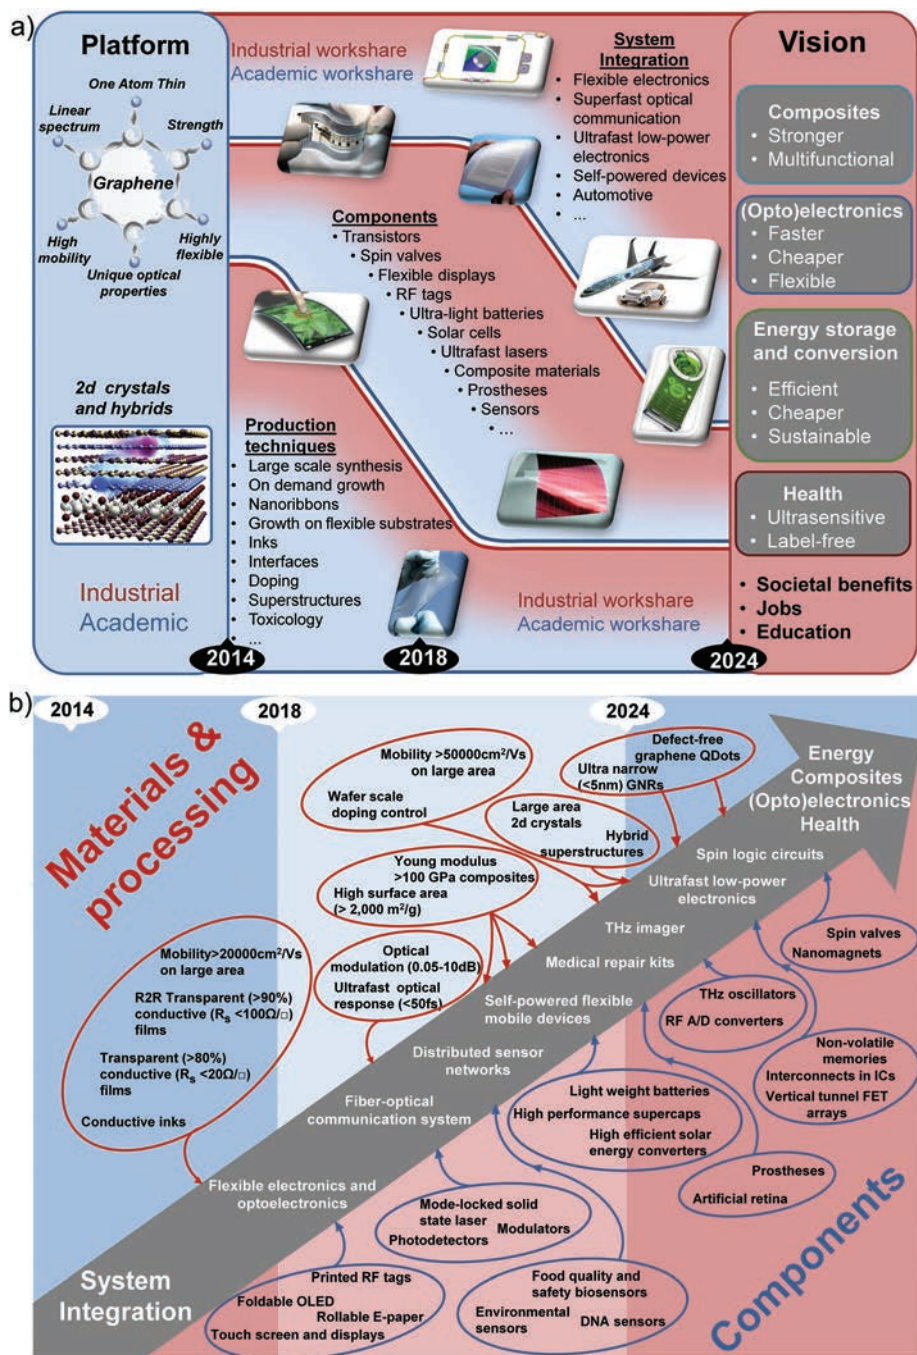 a)
Platform
One Atom Thin
Linear
spectrum
Strength
Graphene
High
mobility
Highly
flexible
Unique optical
properties
2d crystals
and hybrids
Industrial
Academic
Industrial workshare
Academic workshare
System
Integration
• Flexible electronics
• Superfast optical
communication
• Ultrafast low-power
electronics
• Self-powered devices
• Automotive
• ...
Components
• Transistors
• Spin valves
• Flexible displays
• RF tags
• Ultra-light batteries
• Solar cells
• Ultrafast lasers
• Composite materials
• Prostheses
• Sensors
• ...
Production
techniques
• Large scale synthesis
• On demand growth
• Nanoribbons
• Growth on flexible substrates
• Inks
• Interfaces
• Doping
• Superstructures
• Toxicology
• ...
Industrial workshare
Academic workshare
Vision
Composites
• Stronger
• Multifunctional
(Opto)electronics
• Faster
• Cheaper
• Flexible
Energy storage
and conversion
• Efficient
• Cheaper
• Sustainable
Health
• Ultrasensitive
• Label-free
• Societal benefits
• Jobs
• Education
2014
2018
2024
b)
2014
2018
2024
Materials &
processing
Mobility >50000cm²/Vs
on large area
Wafer scale
doping control
Defect-free
graphene QDots
Ultra narrow
(<5nm) GNRs
Large area
2d crystals
Hybrid
superstructures
Young modulus
>100 GPa composites
High surface area
(> 2,000 m²/g)
Optical
modulation (0.05-10dB)
Ultrafast optical
response (<50fs)
Mobility>20000cm²/Vs
on large area
R2R Transparent (>90%)
conductive (Rs <100Ω/□)
films
Transparent (>80%)
conductive (Rs <20Ω/□)
films
Conductive inks
Energy
Composites
(Opto)electronics
Health
Spin logic circuits
Ultrafast low-power
electronics
THz imager
Medical repair kits
Self-powered flexible
mobile devices
Distributed sensor
networks
Fiber-optical
communication system
Flexible electronics and
optoelectronics
System
Integration
Spin valves
Nanomagnets
THz oscillators
RF A/D converters
Non-volatile
memories
Interconnects in ICs
Vertical tunnel FET
arrays
Light weight batteries
High performance supercaps
High efficient solar
energy converters
Prostheses
Artificial retina
Mode-locked solid
state laser
Modulators
Photodetectors
Printed RF tags
Foldable OLED
Rollable E-paper
Touch screen and displays
Food quality and
safety biosensors
Environmental
sensors
DNA sensors
Components